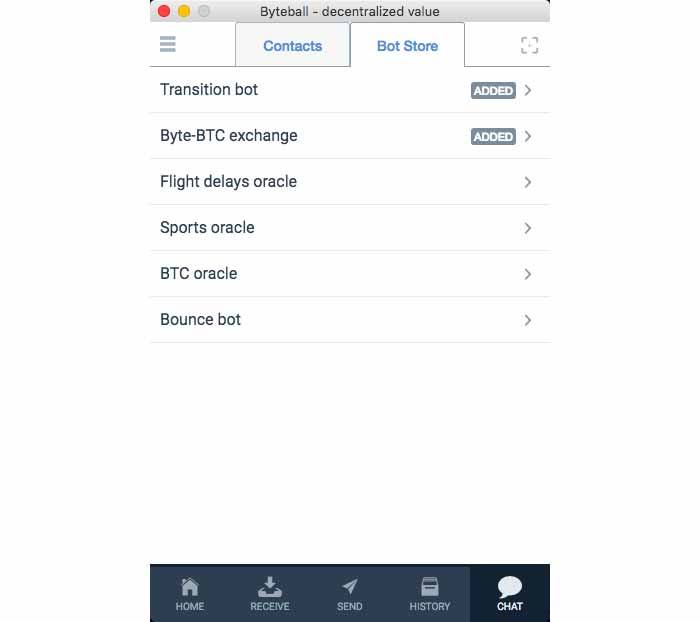 Byteball - decentralized value
Contacts Bot Store
Transition bot ADDED
Byte-BTC exchange ADDED
Flight delays oracle
Sports oracle
BTC oracle
Bounce bot
HOME RECEIVE SEND HISTORY CHAT